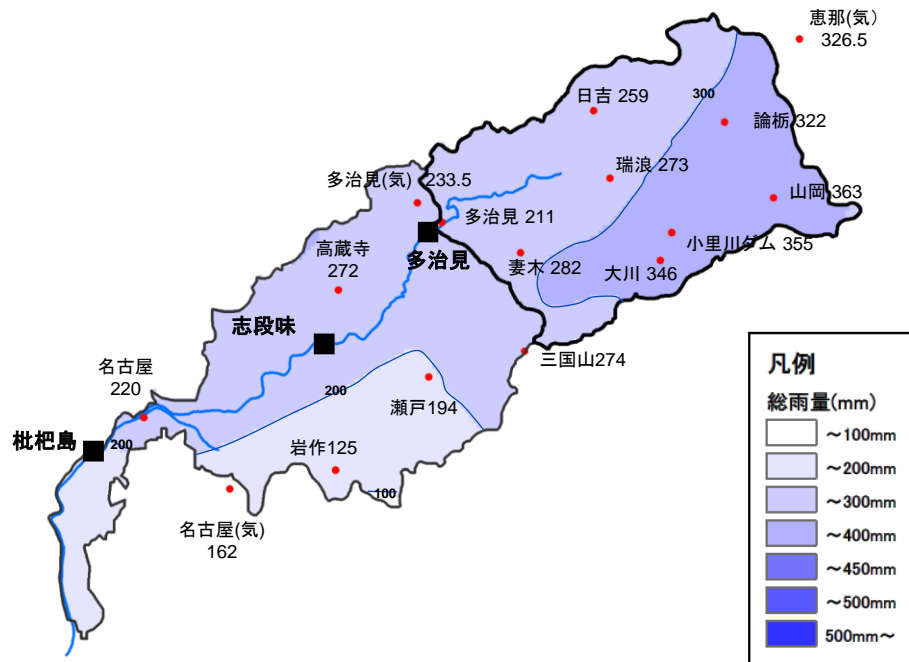 恵那(気)
326.5
日吉 259
300
論栃 322
瑞浪 273
多治見(気) 233.5
山岡 363
多治見 211
小里川ダム 355
高蔵寺
272
多治見
妻木 282
大川 346
志段味
三国山274
名古屋
220
200
瀬戸194
枇杷島
200
岩作125
100
名古屋(気)
162
凡例
総雨量(mm)
～100mm
～200mm
～300mm
～400mm
～450mm
～500mm
500mm～